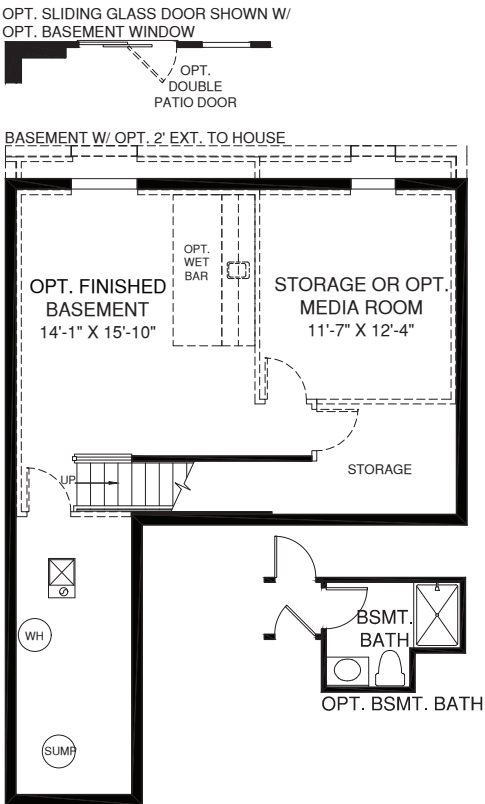 OPT. SLIDING GLASS DOOR SHOWN W/
OPT. BASEMENT WINDOW
OPT.
DOUBLE
PATIO DOOR
BASEMENT W/ OPT. 2' EXT. TO HOUSE
OPT.
WET
BAR
OPT. FINISHED
BASEMENT
14'-1" X 15'-10"
STORAGE OR OPT.
MEDIA ROOM
11'-7" X 12'-4"
STORAGE
UP
WH
SUMP
BSMT.
BATH
OPT. BSMT. BATH